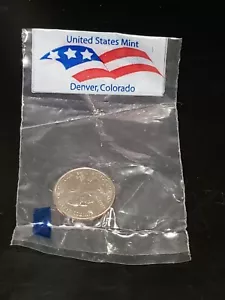 United States Mint
Denver, Colorado